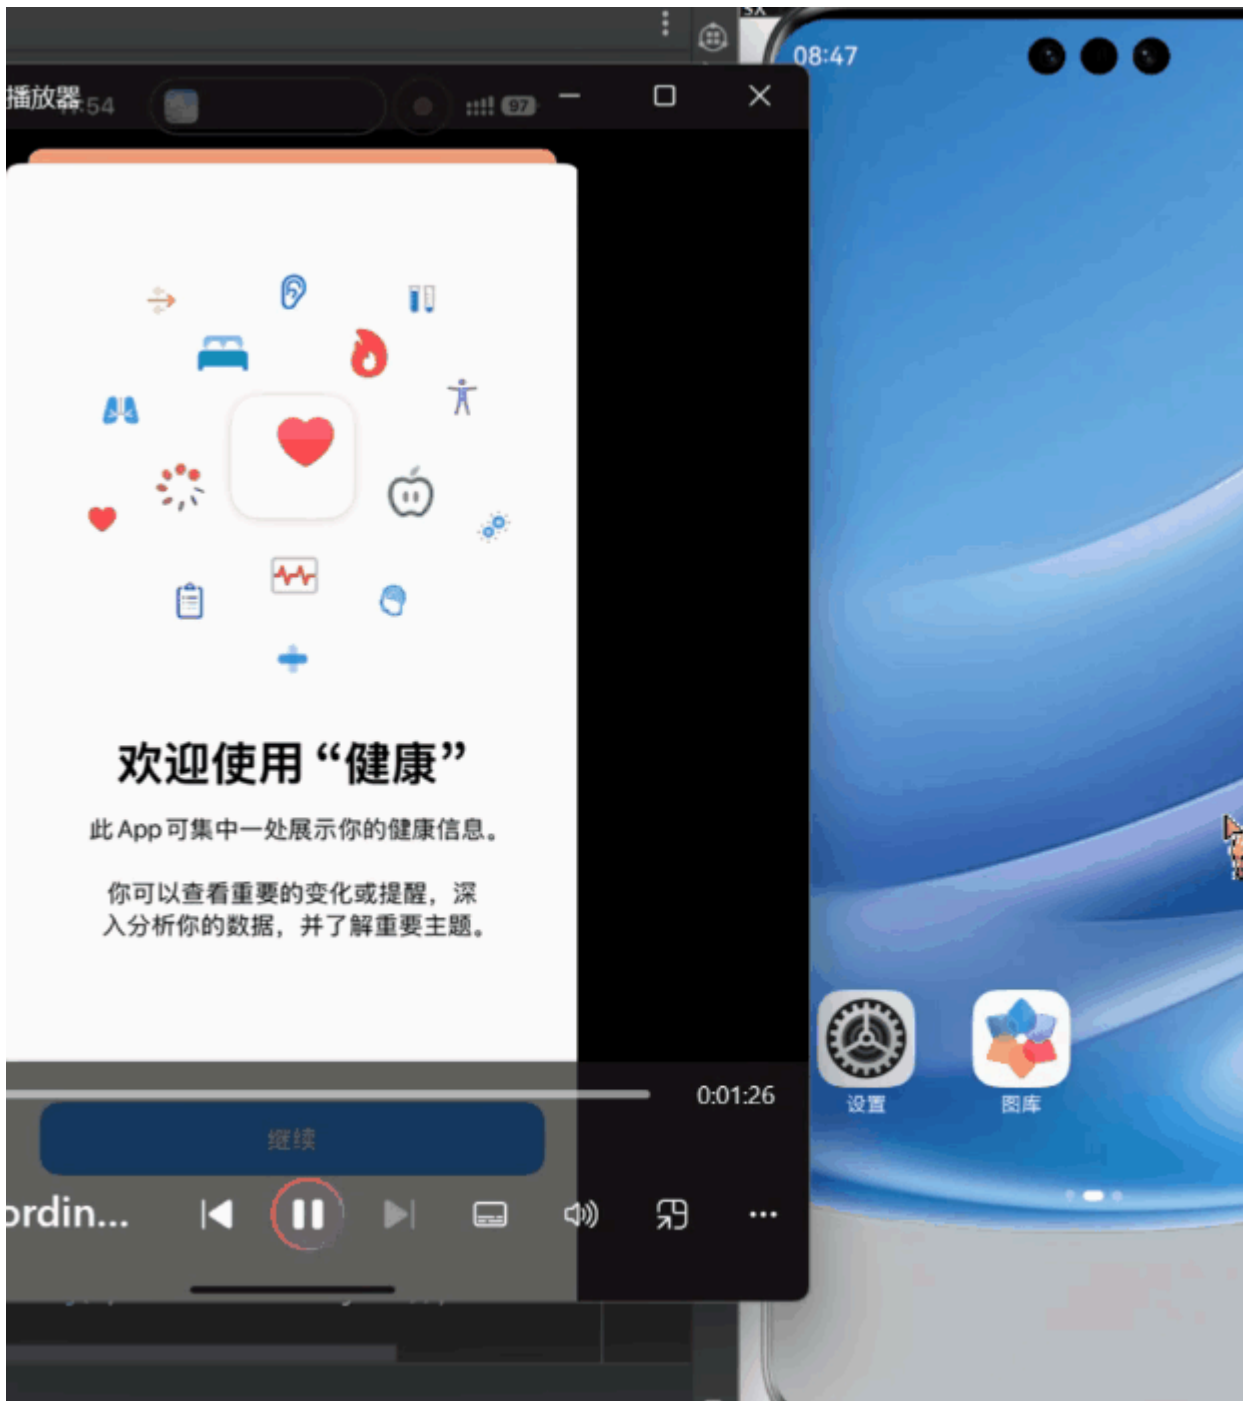 播放器
:54
97
08:47
欢迎使用“健康”
此 App 可集中一处展示你的健康信息。
你可以查看重要的变化或提醒，深
入分析你的数据，并了解重要主题。
0:01:26
继续
ordin...
设置
图库